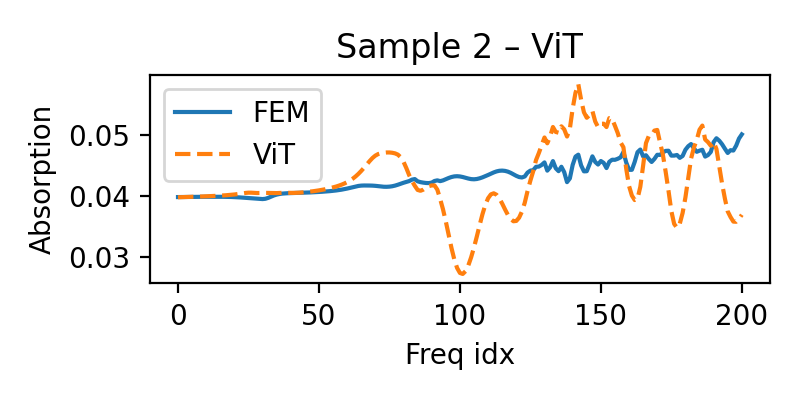 Sample 2 – ViT
Absorption
0.05
0.04
0.03
FEM
ViT
0 50 100 150 200
Freq idx